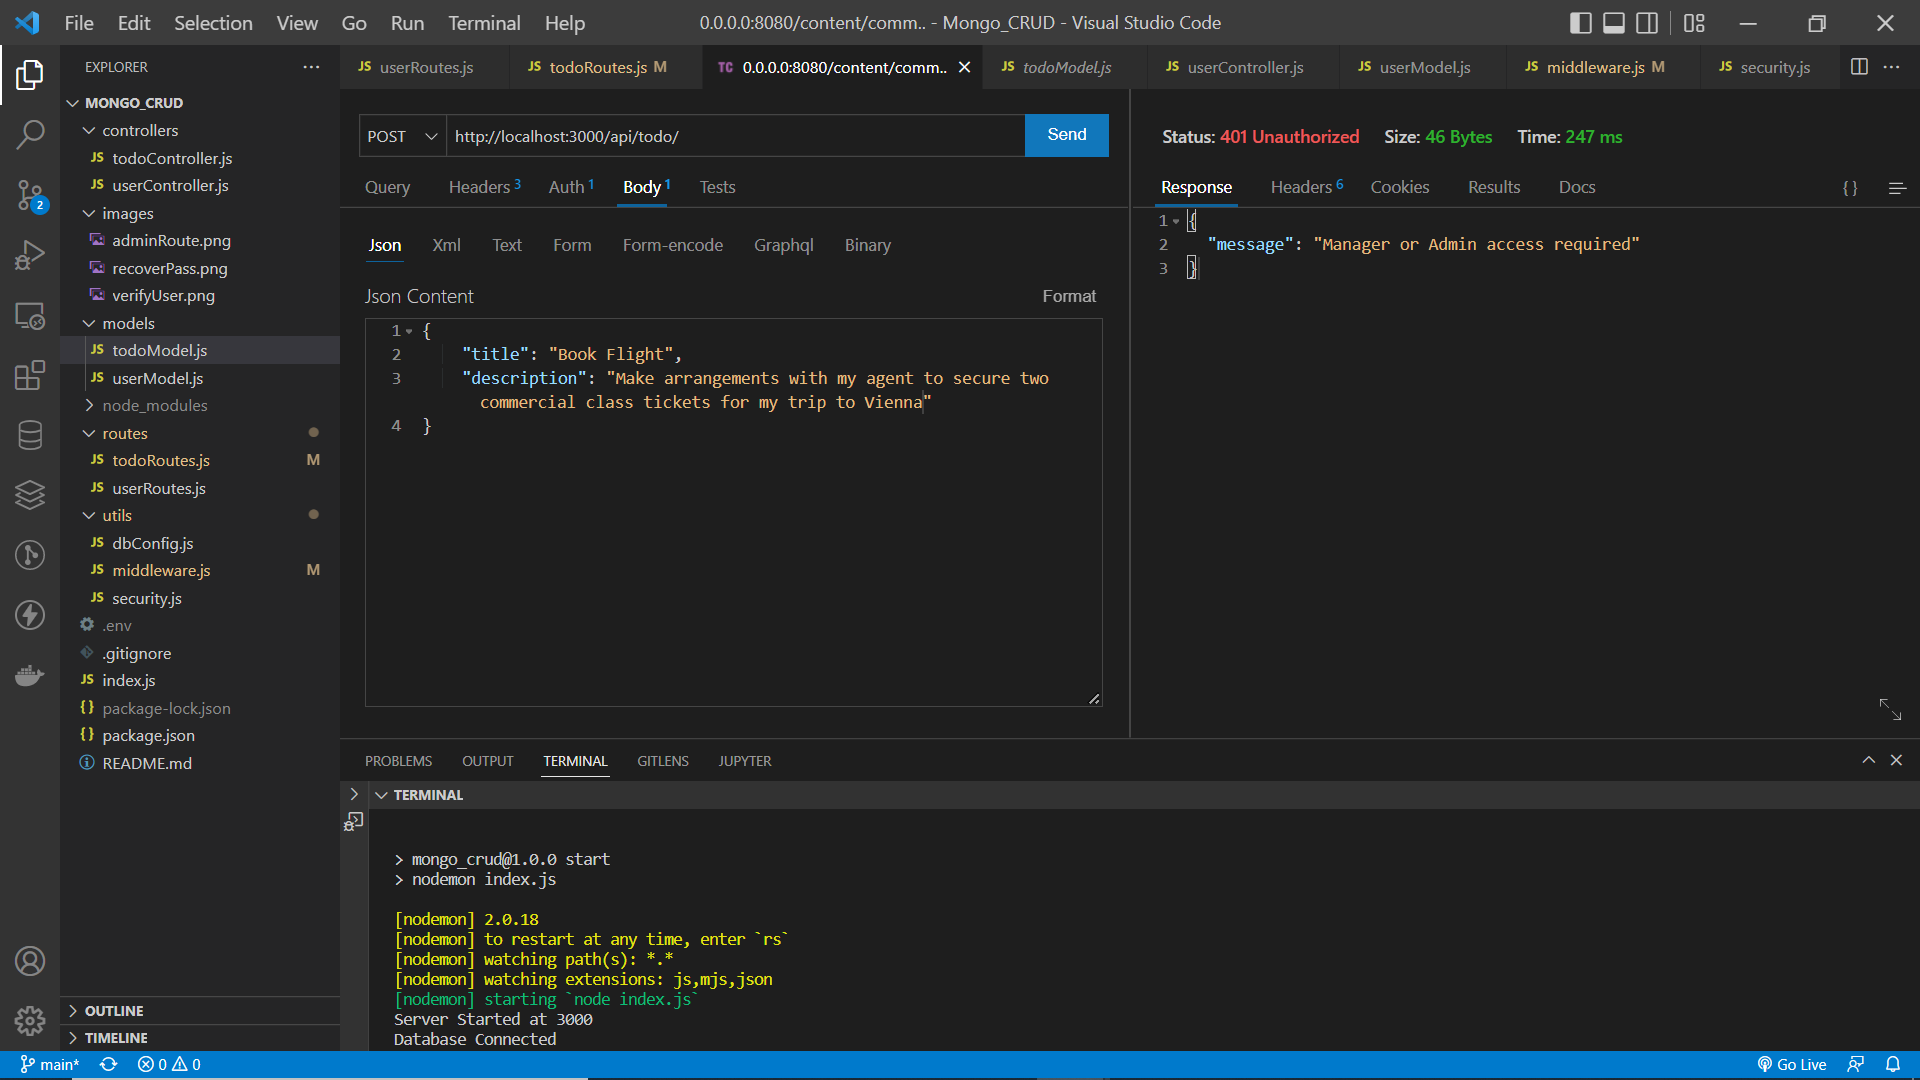 File Edit Selection View Go Run Terminal Help
0.0.0.0:8080/content/comm.. - Mongo_CRUD - Visual Studio Code
EXPLORER
MONGO_CRUD
controllers
JS todoController.js
JS userController.js
images
adminRoute.png
recoverPass.png
verifyUser.png
models
JS todoModel.js
JS userModel.js
node_modules
routes
JS todoRoutes.js M
JS userRoutes.js
utils
JS dbConfig.js
JS middleware.js M
JS security.js
.env
.gitignore
JS index.js
{} package-lock.json
{} package.json
README.md
OUTLINE
TIMELINE
2
JS userRoutes.js
JS todoRoutes.js M
TC 0.0.0.0:8080/content/comm..
JS todoModel.js
JS userController.js
JS userModel.js
JS middleware.js M
JS security.js
POST
http://localhost:3000/api/todo/
Send
Query Headers 3 Auth 1 Body 1 Tests
Json Xml Text Form Form-encode Graphql Binary
Json Content
Format
1 {
2 "title": "Book Flight",
3 "description": "Make arrangements with my agent to secure two
commercial class tickets for my trip to Vienna"
4 }
Status: 401 Unauthorized Size: 46 Bytes Time: 247 ms
Response Headers 6 Cookies Results Docs {}
1 {
2 "message": "Manager or Admin access required"
3 }
PROBLEMS OUTPUT TERMINAL GITLENS JUPYTER
TERMINAL
> mongo_crud@1.0.0 start
> nodemon index.js
[nodemon] 2.0.18
[nodemon] to restart at any time, enter `rs`
[nodemon] watching path(s): *.*
[nodemon] watching extensions: js,mjs,json
[nodemon] starting `node index.js`
Server Started at 3000
Database Connected
main* 0 0
Go Live